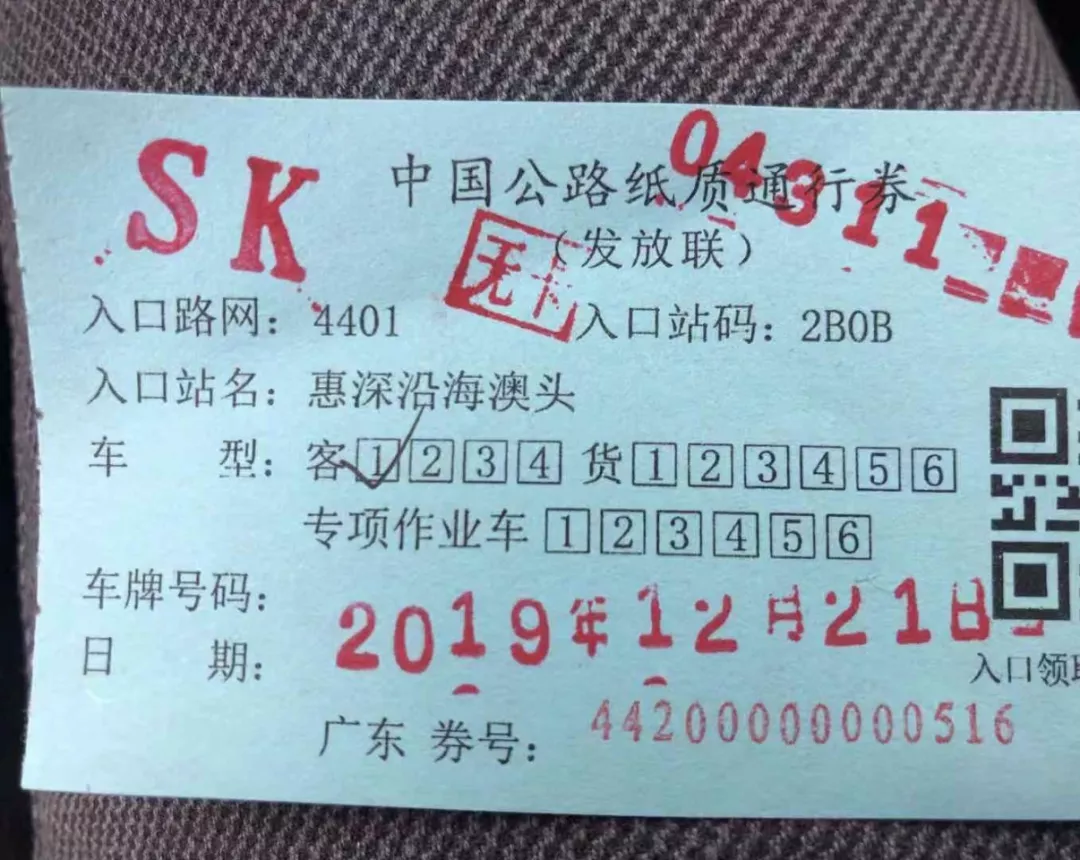 SK
04311
中国公路纸质通行券
(发放联)
无卡
入口路网：4401 入口站码：2B0B
入口站名：惠深沿海澳头
车 型：客1234 货123456
专项作业车123456
车牌号码：
日 期：2019年12月21日
入口领
广东 券号：44200000000516